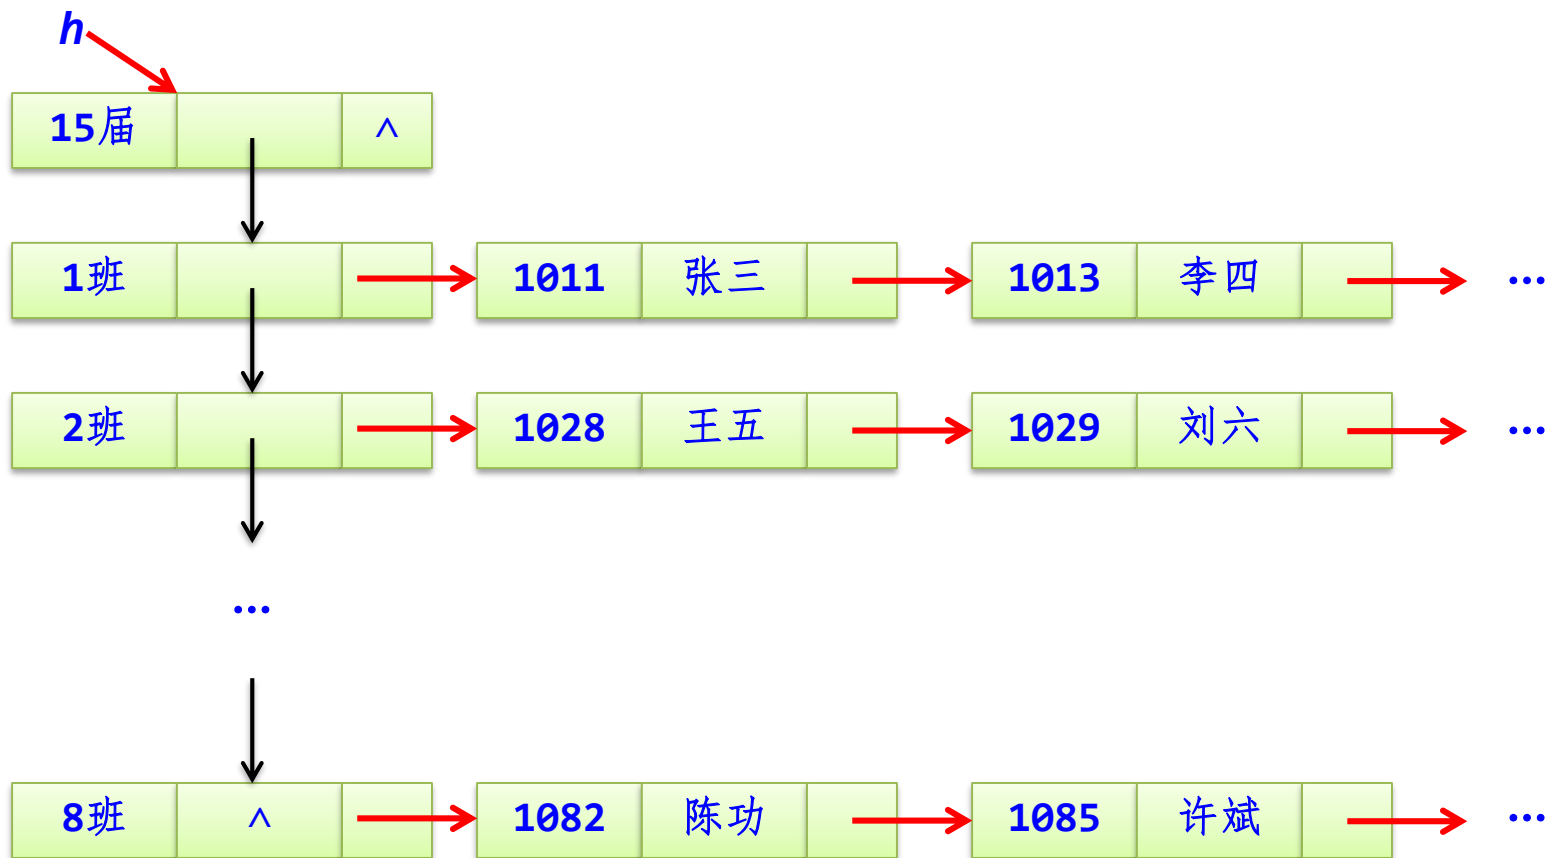 h
15届 ∧
1班 1011 张三 1013 李四 …
2班 1028 王五 1029 刘六 …
…
8班 ∧ 1082 陈功 1085 许斌 …